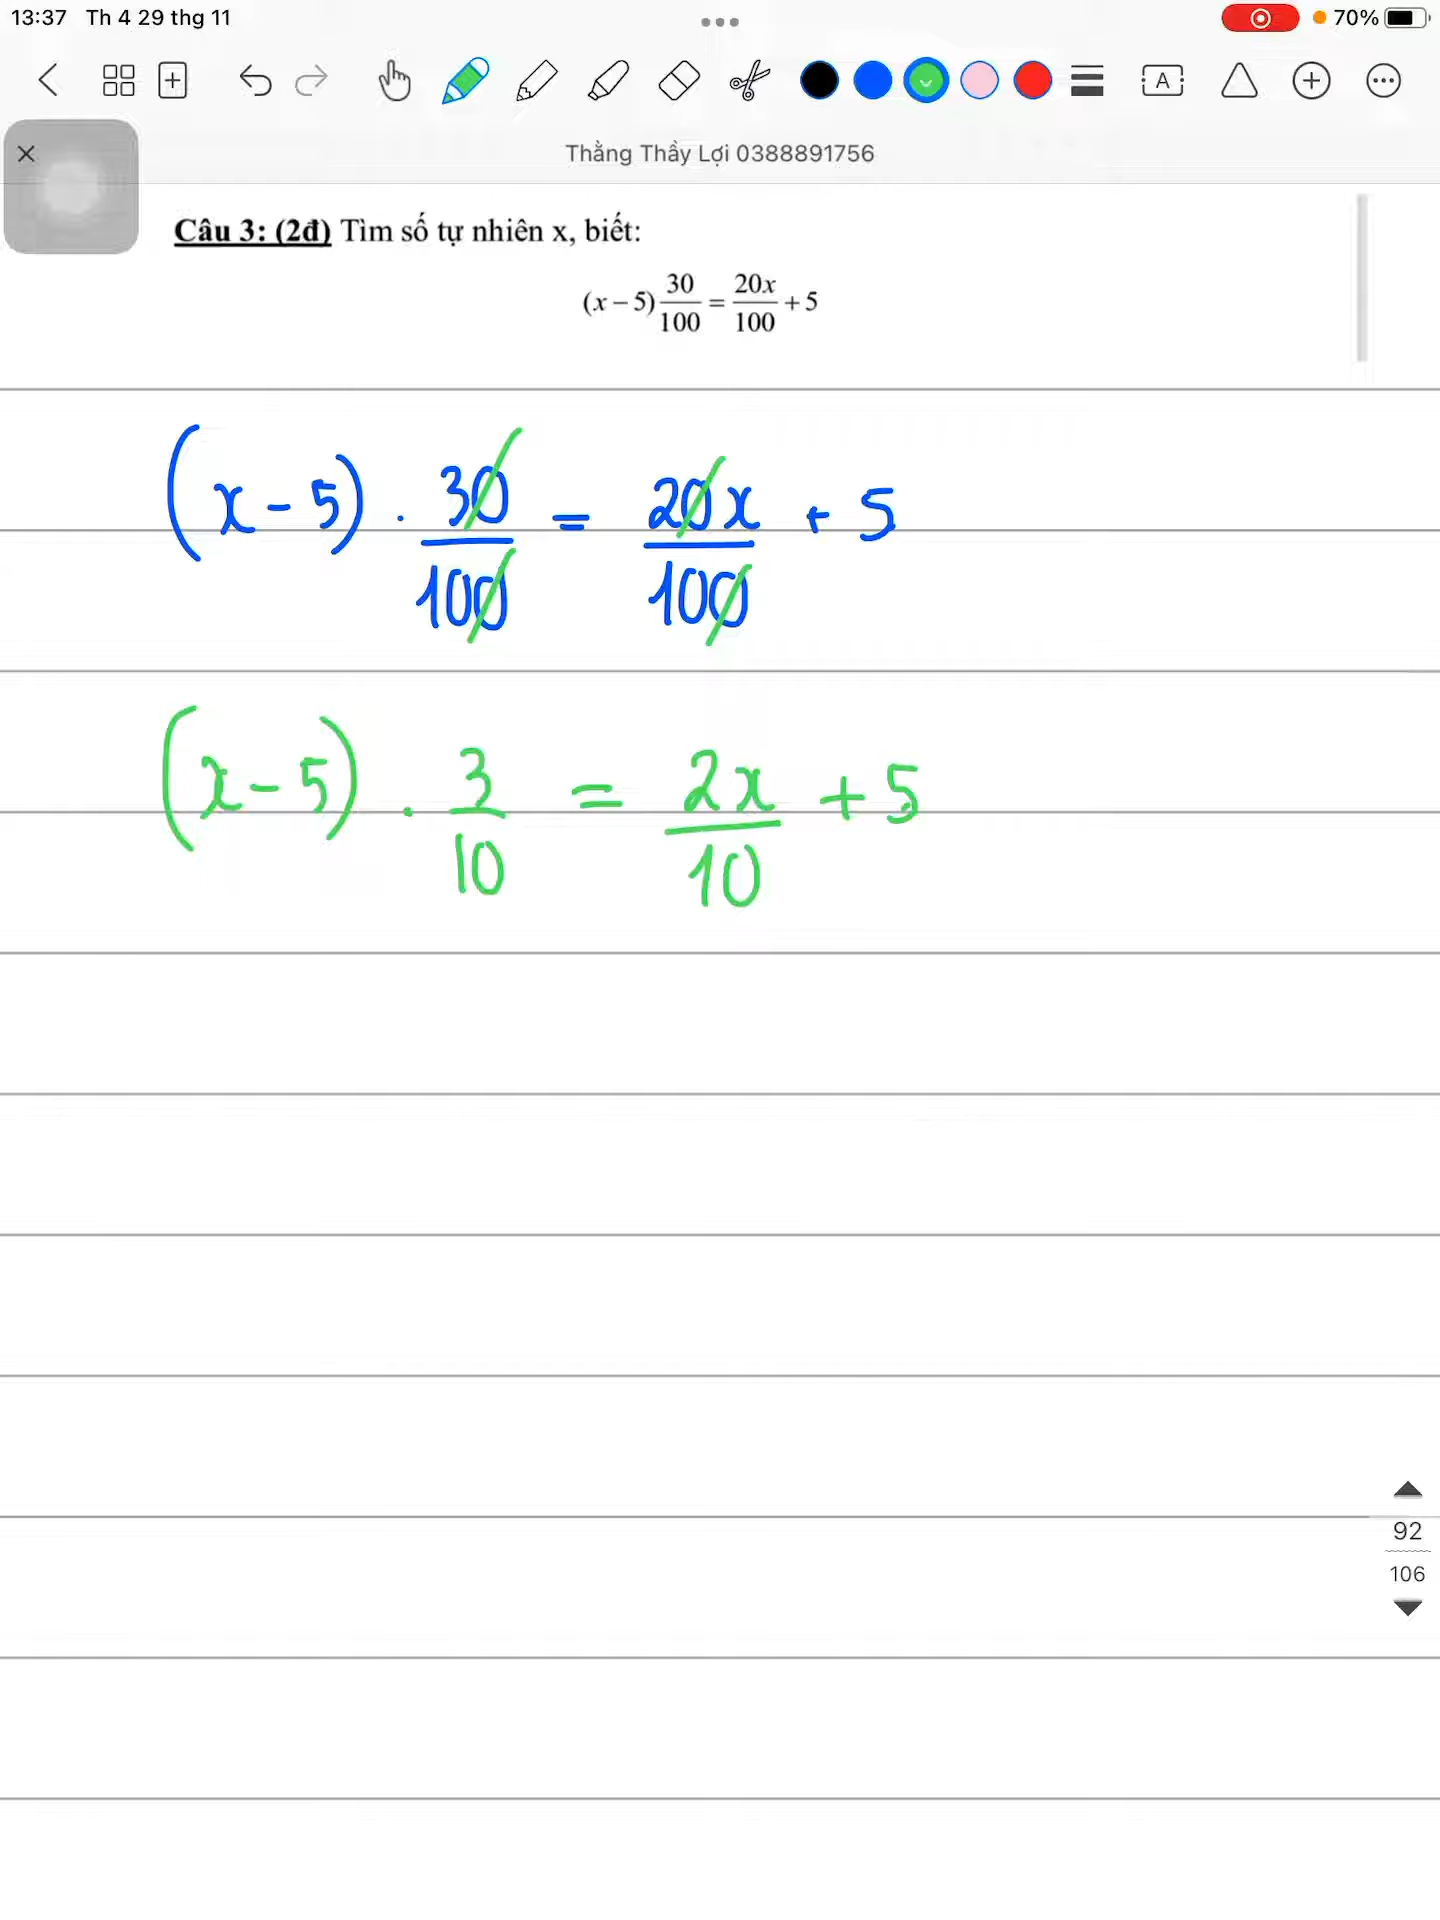 13:37 Th 4 29 thg 11 70%
A
Thằng Thầy Lợi 0388891756
Câu 3: (2đ) Tìm số tự nhiên x, biết:
(x – 5) 30/100 = 20x/100 + 5
(x - 5) . 30/100 = 20x/100 + 5
(x - 5) . 3/10 = 2x/10 + 5
92
106